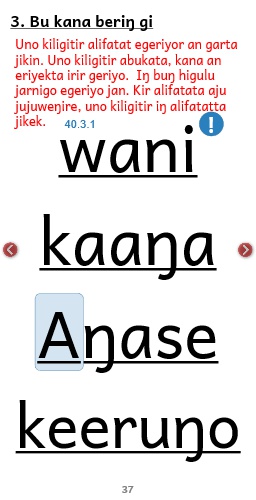 3. Bu kana beriŋ gi
Uno kiligitir alifatat egeriyor an garta
jikin. Uno kiligitir abukata, kana an
eriyekta irir geriyo. Iŋ buŋ higulu
jarnigo egeriyo jan. Kir alifatata aju
jujuweŋire, uno kiligitir iŋ alifatatta
jikek.
40.3.1
!
wani
kaaŋa
Aŋase
keeruŋo
37